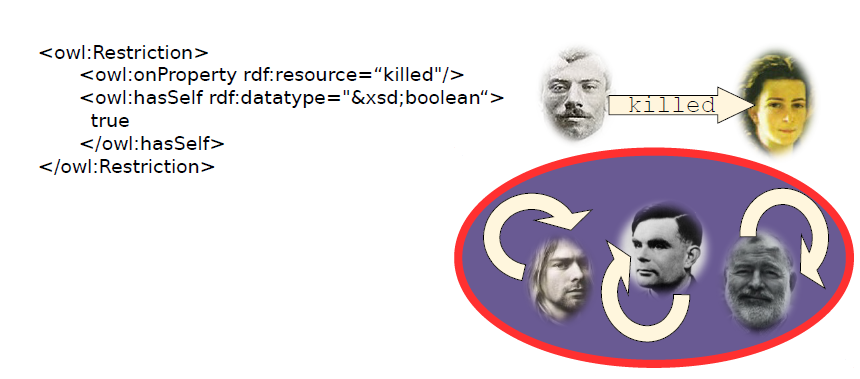 <owl:Restriction>
<owl:onProperty rdf:resource=“killed"/>
<owl:hasSelf rdf:datatype="&xsd;boolean“>
true
</owl:hasSelf>
</owl:Restriction>
killed